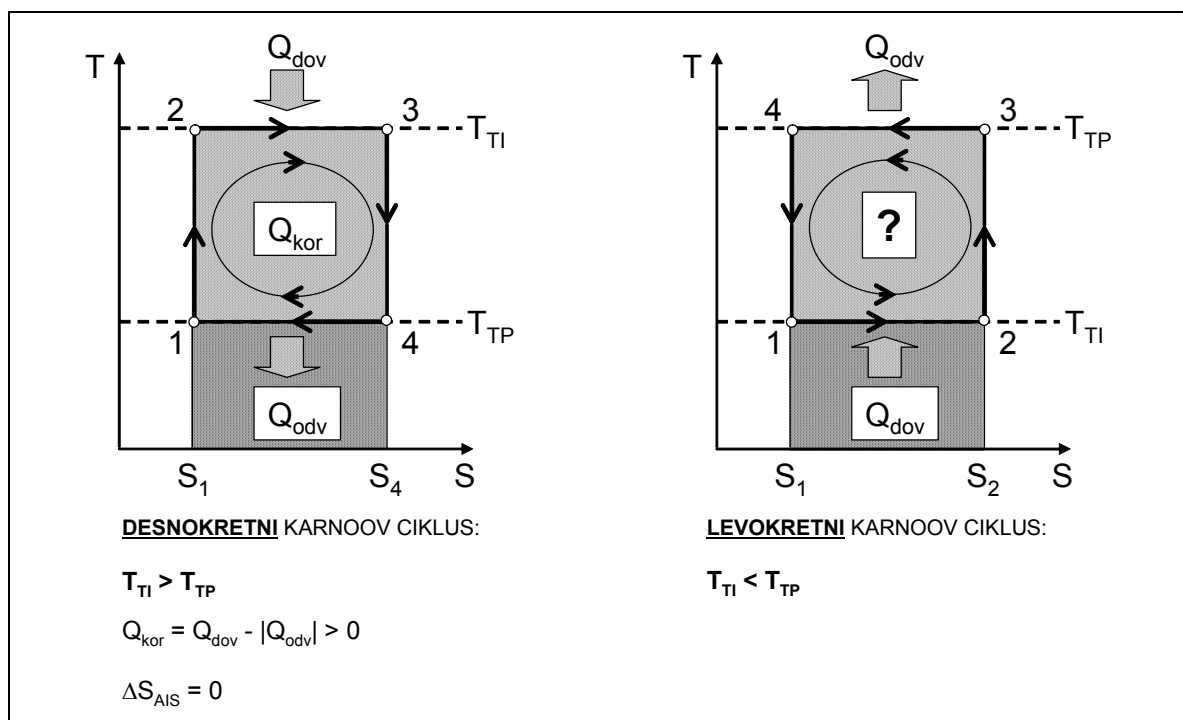 Q_dov
T
2
3
T_TI
Q_kor
1
4
T_TP
Q_odv
S_1
S_4
S
DESNOKRETNI KARNOOV CIKLUS:
T_TI > T_TP
Q_kor = Q_dov - |Q_odv| > 0
ΔS_AIS = 0
Q_odv
T
4
3
T_TP
?
1
2
T_TI
Q_dov
S_1
S_2
S
LEVOKRETNI KARNOOV CIKLUS:
T_TI < T_TP